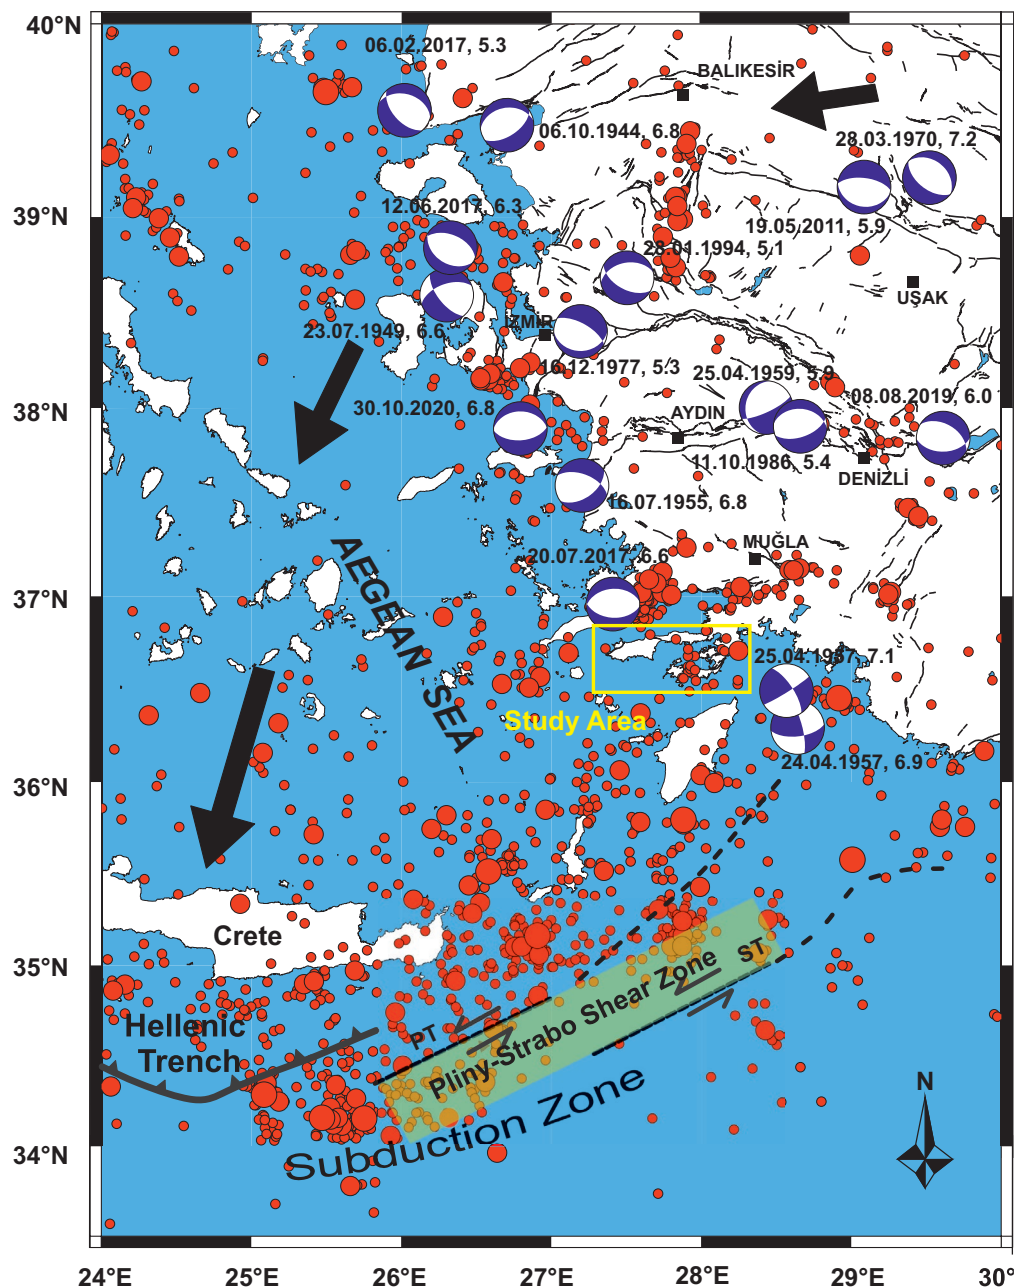 40°N
06.02.2017, 5.3
BALIKESİR
06.10.1944, 6.8
28.03.1970, 7.2
39°N
12.06.2017, 6.3
19.05.2011, 5.9
28.01.1994, 5.1
UŞAK
23.07.1949, 6.6
İZMİR
16.12.1977, 5.3
25.04.1959, 5.9
08.08.2019, 6.0
38°N
30.10.2020, 6.8
AYDIN
11.10.1986, 5.4
DENİZLİ
16.07.1955, 6.8
20.07.2017, 6.6
MUĞLA
37°N
AEGEAN SEA
25.04.1957, 7.1
Study Area
24.04.1957, 6.9
36°N
Crete
35°N
ST
Pliny-Strabo Shear Zone
PT
Hellenic
Trench
Subduction Zone
N
34°N
24°E
25°E
26°E
27°E
28°E
29°E
30°